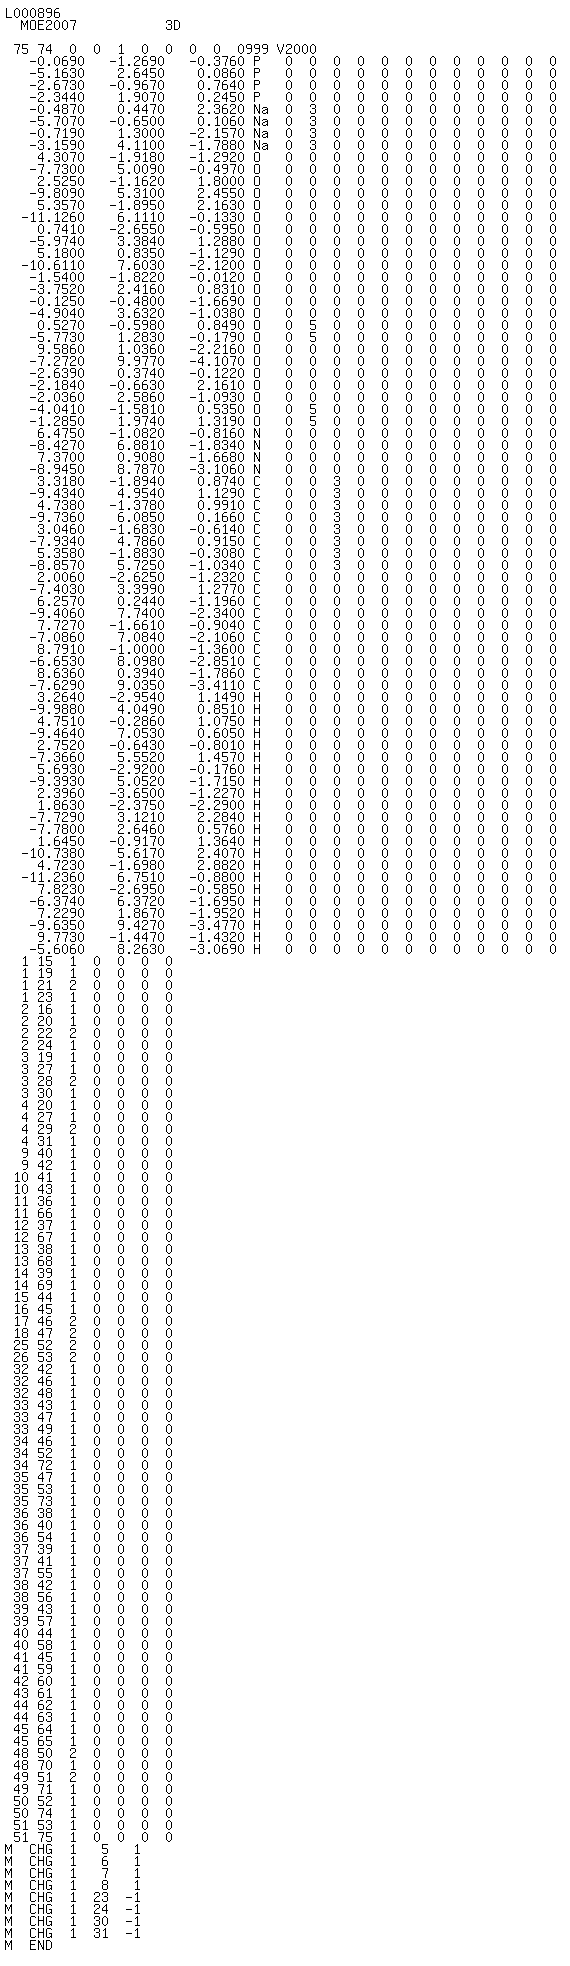 L000896
  MOE2007           3D

 75 74  0  0  1  0  0  0  0  0999 V2000
   -0.0690   -1.2690   -0.3760 P   0  0  0  0  0  0  0  0  0  0  0  0
   -5.1630    2.6450    0.0860 P   0  0  0  0  0  0  0  0  0  0  0  0
   -2.6730   -0.9670    0.7640 P   0  0  0  0  0  0  0  0  0  0  0  0
   -2.3440    1.9070    0.2450 P   0  0  0  0  0  0  0  0  0  0  0  0
   -0.4870    0.4470    2.3620 Na  0  3  0  0  0  0  0  0  0  0  0  0
   -5.7070   -0.6500    0.1060 Na  0  3  0  0  0  0  0  0  0  0  0  0
   -0.7190    1.3000   -2.1570 Na  0  3  0  0  0  0  0  0  0  0  0  0
   -3.1590    4.1100   -1.7880 Na  0  3  0  0  0  0  0  0  0  0  0  0
    4.3070   -1.9180   -1.2920 O   0  0  0  0  0  0  0  0  0  0  0  0
   -7.7300    5.0090   -0.4970 O   0  0  0  0  0  0  0  0  0  0  0  0
    2.5250   -1.1620    1.8000 O   0  0  0  0  0  0  0  0  0  0  0  0
   -9.8090    5.3100    2.4550 O   0  0  0  0  0  0  0  0  0  0  0  0
    5.3570   -1.8950    2.1630 O   0  0  0  0  0  0  0  0  0  0  0  0
  -11.1260    6.1110   -0.1330 O   0  0  0  0  0  0  0  0  0  0  0  0
    0.7410   -2.6550   -0.5950 O   0  0  0  0  0  0  0  0  0  0  0  0
   -5.9740    3.3840    1.2880 O   0  0  0  0  0  0  0  0  0  0  0  0
    5.1800    0.8350   -1.1290 O   0  0  0  0  0  0  0  0  0  0  0  0
  -10.6110    7.6030   -2.1200 O   0  0  0  0  0  0  0  0  0  0  0  0
   -1.5400   -1.8220   -0.0120 O   0  0  0  0  0  0  0  0  0  0  0  0
   -3.7520    2.4160    0.8310 O   0  0  0  0  0  0  0  0  0  0  0  0
   -0.1250   -0.4800   -1.6690 O   0  0  0  0  0  0  0  0  0  0  0  0
   -4.9040    3.6320   -1.0380 O   0  0  0  0  0  0  0  0  0  0  0  0
    0.5270   -0.5980    0.8490 O   0  5  0  0  0  0  0  0  0  0  0  0
   -5.7730    1.2830   -0.1790 O   0  5  0  0  0  0  0  0  0  0  0  0
    9.5860    1.0360   -2.2160 O   0  0  0  0  0  0  0  0  0  0  0  0
   -7.2720    9.9770   -4.1070 O   0  0  0  0  0  0  0  0  0  0  0  0
   -2.6390    0.3740   -0.1220 O   0  0  0  0  0  0  0  0  0  0  0  0
   -2.1840   -0.6630    2.1610 O   0  0  0  0  0  0  0  0  0  0  0  0
   -2.0360    2.5860   -1.0930 O   0  0  0  0  0  0  0  0  0  0  0  0
   -4.0410   -1.5810    0.5350 O   0  5  0  0  0  0  0  0  0  0  0  0
   -1.2850    1.9740    1.3190 O   0  5  0  0  0  0  0  0  0  0  0  0
    6.4750   -1.0820   -0.8160 N   0  0  0  0  0  0  0  0  0  0  0  0
   -8.4270    6.8810   -1.8340 N   0  0  0  0  0  0  0  0  0  0  0  0
    7.3700    0.9080   -1.6680 N   0  0  0  0  0  0  0  0  0  0  0  0
   -8.9450    8.7870   -3.1060 N   0  0  0  0  0  0  0  0  0  0  0  0
    3.3180   -1.8940    0.8740 C   0  0  3  0  0  0  0  0  0  0  0  0
   -9.4340    4.9540    1.1290 C   0  0  3  0  0  0  0  0  0  0  0  0
    4.7380   -1.3780    0.9910 C   0  0  3  0  0  0  0  0  0  0  0  0
   -9.7360    6.0850    0.1660 C   0  0  3  0  0  0  0  0  0  0  0  0
    3.0460   -1.6830   -0.6140 C   0  0  3  0  0  0  0  0  0  0  0  0
   -7.9340    4.7860    0.9150 C   0  0  3  0  0  0  0  0  0  0  0  0
    5.3580   -1.8830   -0.3080 C   0  0  3  0  0  0  0  0  0  0  0  0
   -8.8570    5.7250   -1.0340 C   0  0  3  0  0  0  0  0  0  0  0  0
    2.0060   -2.6250   -1.2320 C   0  0  0  0  0  0  0  0  0  0  0  0
   -7.4030    3.3990    1.2770 C   0  0  0  0  0  0  0  0  0  0  0  0
    6.2570    0.2440   -1.1960 C   0  0  0  0  0  0  0  0  0  0  0  0
   -9.4060    7.7400   -2.3400 C   0  0  0  0  0  0  0  0  0  0  0  0
    7.7270   -1.6610   -0.9040 C   0  0  0  0  0  0  0  0  0  0  0  0
   -7.0860    7.0840   -2.1060 C   0  0  0  0  0  0  0  0  0  0  0  0
    8.7910   -1.0000   -1.3600 C   0  0  0  0  0  0  0  0  0  0  0  0
   -6.6530    8.0980   -2.8510 C   0  0  0  0  0  0  0  0  0  0  0  0
    8.6360    0.3940   -1.7860 C   0  0  0  0  0  0  0  0  0  0  0  0
   -7.6290    9.0350   -3.4110 C   0  0  0  0  0  0  0  0  0  0  0  0
    3.2640   -2.9540    1.1490 H   0  0  0  0  0  0  0  0  0  0  0  0
   -9.9880    4.0490    0.8510 H   0  0  0  0  0  0  0  0  0  0  0  0
    4.7510   -0.2860    1.0750 H   0  0  0  0  0  0  0  0  0  0  0  0
   -9.4640    7.0530    0.6050 H   0  0  0  0  0  0  0  0  0  0  0  0
    2.7520   -0.6430   -0.8010 H   0  0  0  0  0  0  0  0  0  0  0  0
   -7.3660    5.5520    1.4570 H   0  0  0  0  0  0  0  0  0  0  0  0
    5.6930   -2.9200   -0.1760 H   0  0  0  0  0  0  0  0  0  0  0  0
   -9.3930    5.0520   -1.7150 H   0  0  0  0  0  0  0  0  0  0  0  0
    2.3960   -3.6500   -1.2270 H   0  0  0  0  0  0  0  0  0  0  0  0
    1.8630   -2.3750   -2.2900 H   0  0  0  0  0  0  0  0  0  0  0  0
   -7.7290    3.1210    2.2840 H   0  0  0  0  0  0  0  0  0  0  0  0
   -7.7800    2.6460    0.5760 H   0  0  0  0  0  0  0  0  0  0  0  0
    1.6450   -0.9170    1.3640 H   0  0  0  0  0  0  0  0  0  0  0  0
  -10.7380    5.6170    2.4070 H   0  0  0  0  0  0  0  0  0  0  0  0
    4.7230   -1.6980    2.8820 H   0  0  0  0  0  0  0  0  0  0  0  0
  -11.2360    6.7510   -0.8800 H   0  0  0  0  0  0  0  0  0  0  0  0
    7.8230   -2.6950   -0.5850 H   0  0  0  0  0  0  0  0  0  0  0  0
   -6.3740    6.3720   -1.6950 H   0  0  0  0  0  0  0  0  0  0  0  0
    7.2290    1.8670   -1.9520 H   0  0  0  0  0  0  0  0  0  0  0  0
   -9.6350    9.4270   -3.4770 H   0  0  0  0  0  0  0  0  0  0  0  0
    9.7730   -1.4470   -1.4320 H   0  0  0  0  0  0  0  0  0  0  0  0
   -5.6060    8.2630   -3.0690 H   0  0  0  0  0  0  0  0  0  0  0  0
  1 15  1  0  0  0  0
  1 19  1  0  0  0  0
  1 21  2  0  0  0  0
  1 23  1  0  0  0  0
  2 16  1  0  0  0  0
  2 20  1  0  0  0  0
  2 22  2  0  0  0  0
  2 24  1  0  0  0  0
  3 19  1  0  0  0  0
  3 27  1  0  0  0  0
  3 28  2  0  0  0  0
  3 30  1  0  0  0  0
  4 20  1  0  0  0  0
  4 27  1  0  0  0  0
  4 29  2  0  0  0  0
  4 31  1  0  0  0  0
  9 40  1  0  0  0  0
  9 42  1  0  0  0  0
 10 41  1  0  0  0  0
 10 43  1  0  0  0  0
 11 36  1  0  0  0  0
 11 66  1  0  0  0  0
 12 37  1  0  0  0  0
 12 67  1  0  0  0  0
 13 38  1  0  0  0  0
 13 68  1  0  0  0  0
 14 39  1  0  0  0  0
 14 69  1  0  0  0  0
 15 44  1  0  0  0  0
 16 45  1  0  0  0  0
 17 46  2  0  0  0  0
 18 47  2  0  0  0  0
 25 52  2  0  0  0  0
 26 53  2  0  0  0  0
 32 42  1  0  0  0  0
 32 46  1  0  0  0  0
 32 48  1  0  0  0  0
 33 43  1  0  0  0  0
 33 47  1  0  0  0  0
 33 49  1  0  0  0  0
 34 46  1  0  0  0  0
 34 52  1  0  0  0  0
 34 72  1  0  0  0  0
 35 47  1  0  0  0  0
 35 53  1  0  0  0  0
 35 73  1  0  0  0  0
 36 38  1  0  0  0  0
 36 40  1  0  0  0  0
 36 54  1  0  0  0  0
 37 39  1  0  0  0  0
 37 41  1  0  0  0  0
 37 55  1  0  0  0  0
 38 42  1  0  0  0  0
 38 56  1  0  0  0  0
 39 43  1  0  0  0  0
 39 57  1  0  0  0  0
 40 44  1  0  0  0  0
 40 58  1  0  0  0  0
 41 45  1  0  0  0  0
 41 59  1  0  0  0  0
 42 60  1  0  0  0  0
 43 61  1  0  0  0  0
 44 62  1  0  0  0  0
 44 63  1  0  0  0  0
 45 64  1  0  0  0  0
 45 65  1  0  0  0  0
 48 50  2  0  0  0  0
 48 70  1  0  0  0  0
 49 51  2  0  0  0  0
 49 71  1  0  0  0  0
 50 52  1  0  0  0  0
 50 74  1  0  0  0  0
 51 53  1  0  0  0  0
 51 75  1  0  0  0  0
M  CHG  1   5   1
M  CHG  1   6   1
M  CHG  1   7   1
M  CHG  1   8   1
M  CHG  1  23  -1
M  CHG  1  24  -1
M  CHG  1  30  -1
M  CHG  1  31  -1
M  END